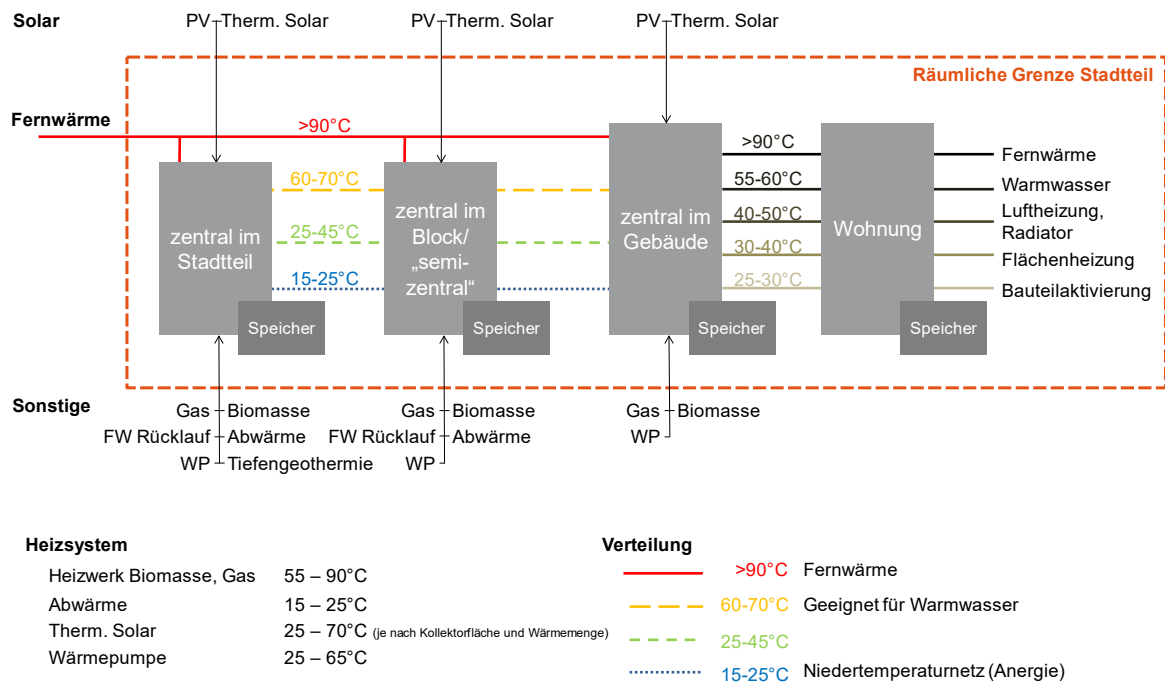 Solar
PV Therm. Solar
PV Therm. Solar
PV Therm. Solar
Räumliche Grenze Stadtteil
Fernwärme
>90°C
60-70°C
25-45°C
15-25°C
zentral im
Stadtteil
Speicher
zentral im
Block/
„semi-
zentral“
Speicher
zentral im
Gebäude
Speicher
>90°C
55-60°C
40-50°C
30-40°C
25-30°C
Wohnung
Speicher
Fernwärme
Warmwasser
Luftheizung,
Radiator
Flächenheizung
Bauteilaktivierung
Sonstige
Gas Biomasse
FW Rücklauf Abwärme
WP Tiefengeothermie
Gas Biomasse
FW Rücklauf Abwärme
WP
Gas Biomasse
WP
Heizsystem
Heizwerk Biomasse, Gas 55 – 90°C
Abwärme 15 – 25°C
Therm. Solar 25 – 70°C (je nach Kollektorfläche und Wärmemenge)
Wärmepumpe 25 – 65°C
Verteilung
>90°C Fernwärme
60-70°C Geeignet für Warmwasser
25-45°C
15-25°C Niedertemperaturnetz (Anergie)